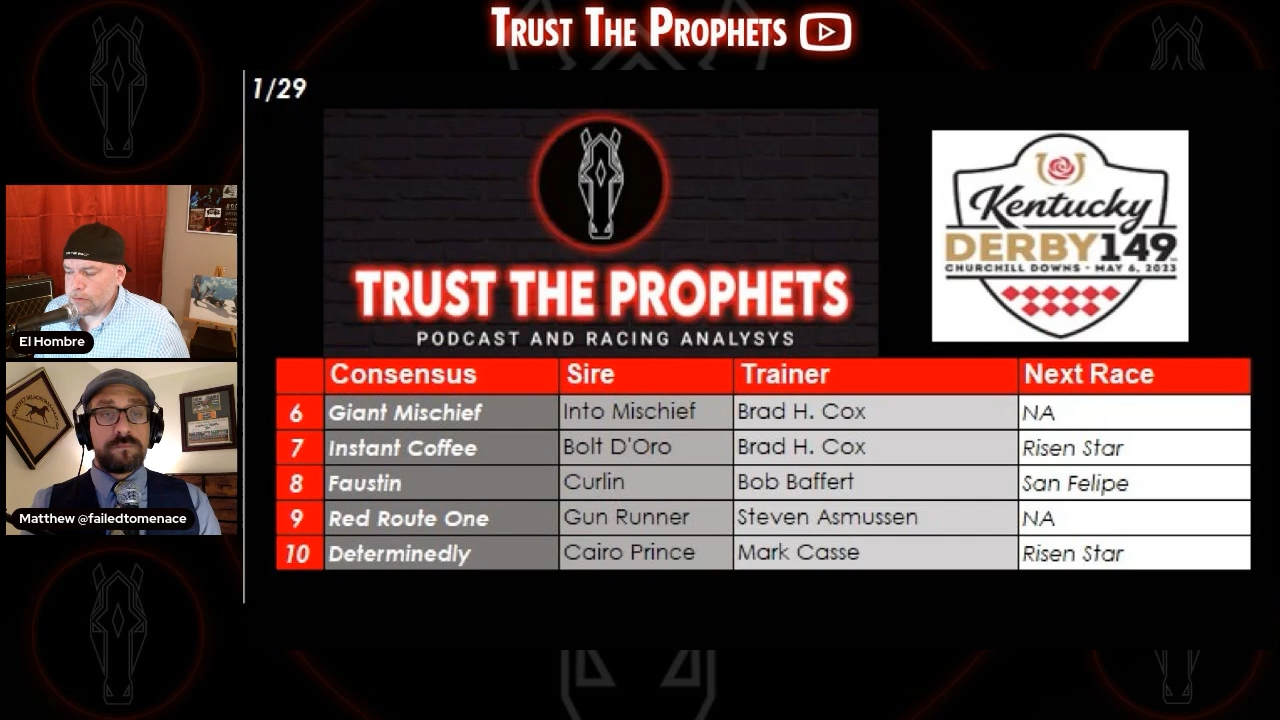 TRUST THE PROPHETS
1/29
TRUST THE PROPHETS
PODCAST AND RACING ANALYSYS
Kentucky
DERBY 149
CHURCHILL DOWNS - MAY 6, 2023
Consensus Sire Trainer Next Race
6 Giant Mischief Into Mischief Brad H. Cox NA
7 Instant Coffee Bolt D'Oro Brad H. Cox Risen Star
8 Faustin Curlin Bob Baffert San Felipe
9 Red Route One Gun Runner Steven Asmussen NA
10 Determinedly Cairo Prince Mark Casse Risen Star
El Hombre
Matthew @failedtomenace